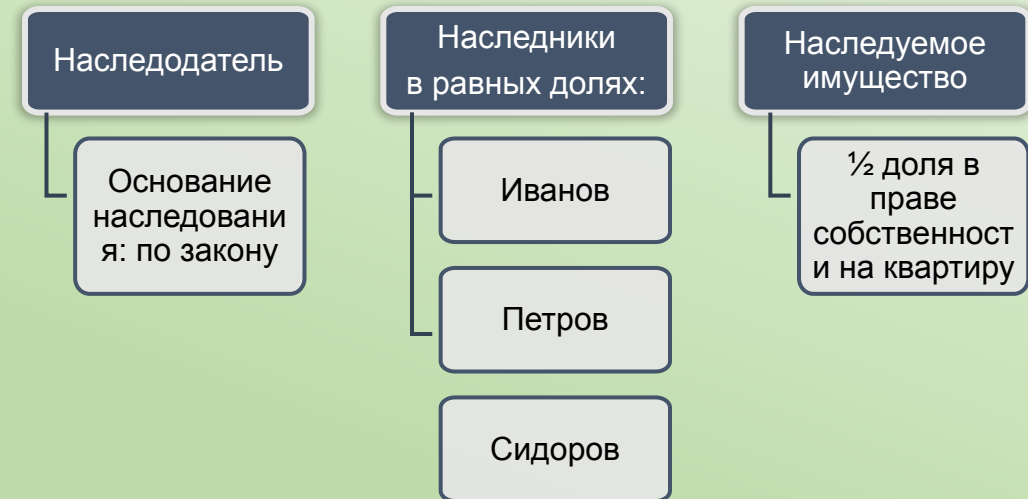 Наследодатель
Основание
наследовани
я: по закону
Наследники
в равных долях:
Иванов
Петров
Сидоров
Наследуемое
имущество
½ доля в
праве
собственност
и на квартиру